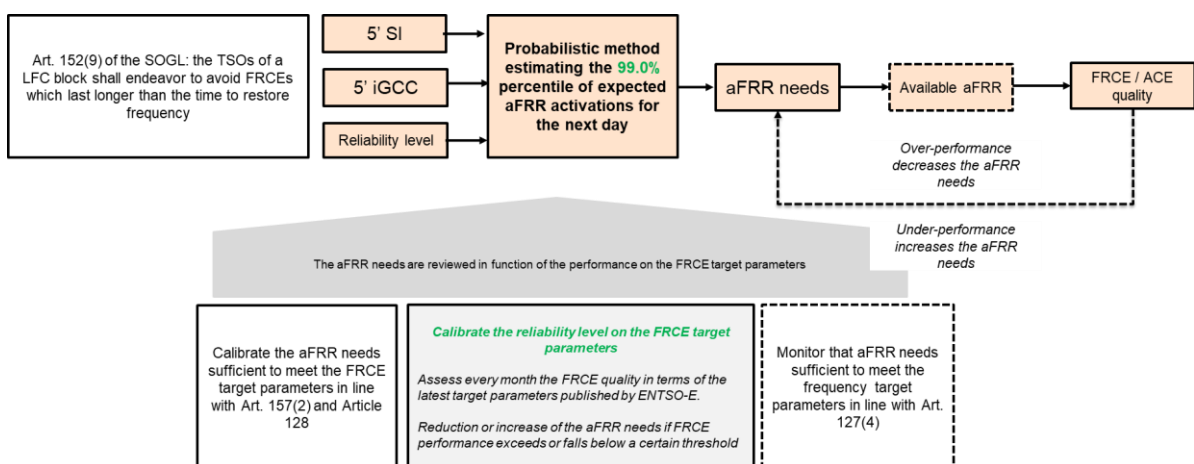 Art. 152(9) of the SOGL: the TSOs of a
LFC block shall endeavor to avoid FRCEs
which last longer than the time to restore
frequency
5' SI
5' iGCC
Reliability level
Probabilistic method
estimating the 99.0%
percentile of expected
aFRR activations for
the next day
aFRR needs
Available aFRR
FRCE / ACE
quality
Over-performance
decreases the aFRR
needs
Under-performance
increases the aFRR
needs
The aFRR needs are reviewed in function of the performance on the FRCE target parameters
Calibrate the aFRR needs
sufficient to meet the FRCE
target parameters in line
with Art. 157(2) and Article
128
Calibrate the reliability level on the FRCE target
parameters
Assess every month the FRCE quality in terms of the
latest target parameters published by ENTSO-E.
Reduction or increase of the aFRR needs if FRCE
performance exceeds or falls below a certain threshold
Monitor that aFRR needs
sufficient to meet the
frequency target
parameters in line with Art.
127(4)